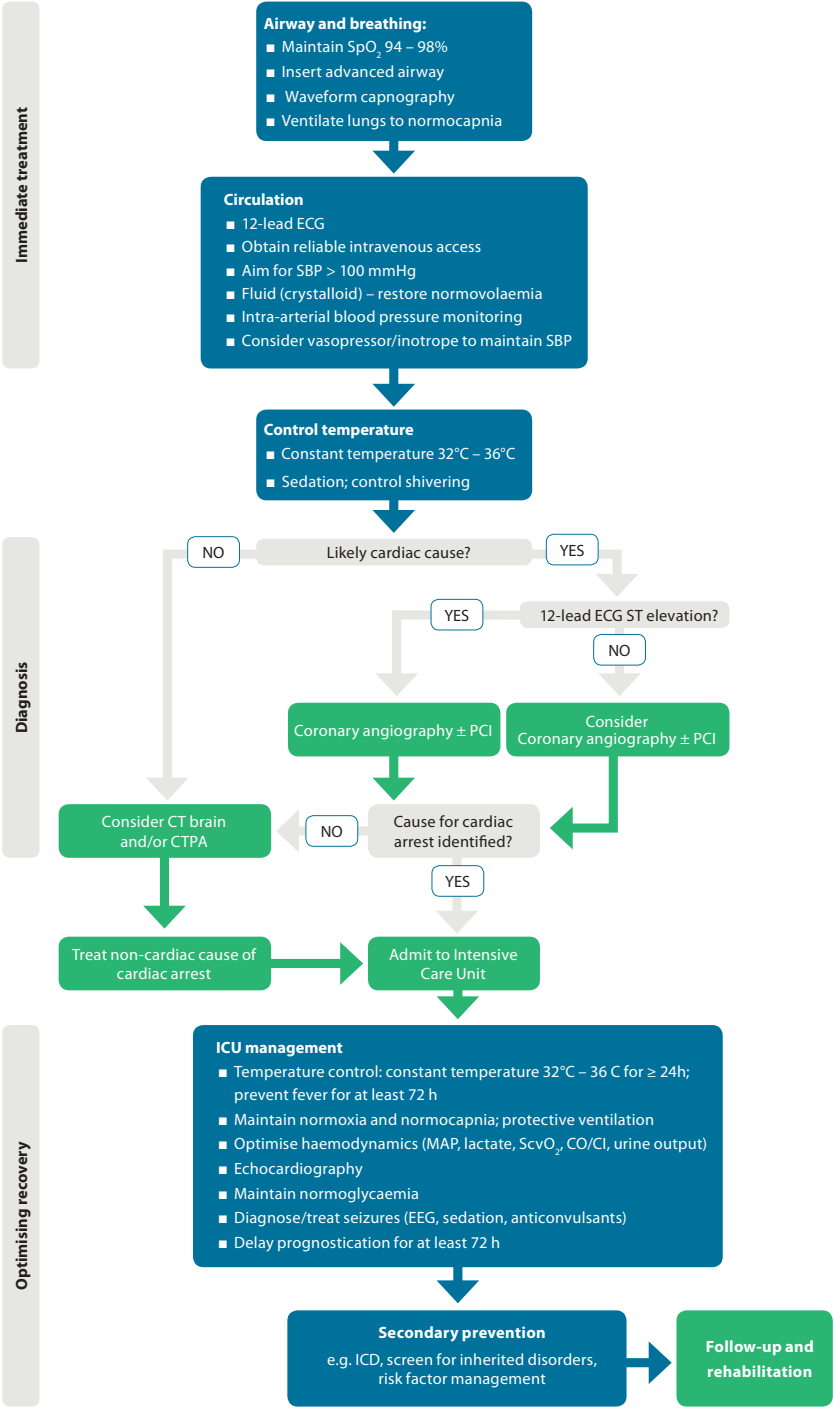 Immediate treatment
Airway and breathing:
■ Maintain SpO2 94 – 98%
■ Insert advanced airway
■ Waveform capnography
■ Ventilate lungs to normocapnia
Circulation
■ 12-lead ECG
■ Obtain reliable intravenous access
■ Aim for SBP > 100 mmHg
■ Fluid (crystalloid) – restore normovolaemia
■ Intra-arterial blood pressure monitoring
■ Consider vasopressor/inotrope to maintain SBP
Control temperature
■ Constant temperature 32°C – 36°C
■ Sedation; control shivering
Diagnosis
NO
Likely cardiac cause?
YES
YES
12-lead ECG ST elevation?
NO
Coronary angiography ± PCI
Consider
Coronary angiography ± PCI
Consider CT brain
and/or CTPA
NO
Cause for cardiac
arrest identified?
YES
Treat non-cardiac cause of
cardiac arrest
Admit to Intensive
Care Unit
Optimising recovery
ICU management
■ Temperature control: constant temperature 32°C – 36 C for ≥ 24h;
prevent fever for at least 72 h
■ Maintain normoxia and normocapnia; protective ventilation
■ Optimise haemodynamics (MAP, lactate, ScvO2, CO/CI, urine output)
■ Echocardiography
■ Maintain normoglycaemia
■ Diagnose/treat seizures (EEG, sedation, anticonvulsants)
■ Delay prognostication for at least 72 h
Secondary prevention
e.g. ICD, screen for inherited disorders,
risk factor management
Follow-up and
rehabilitation